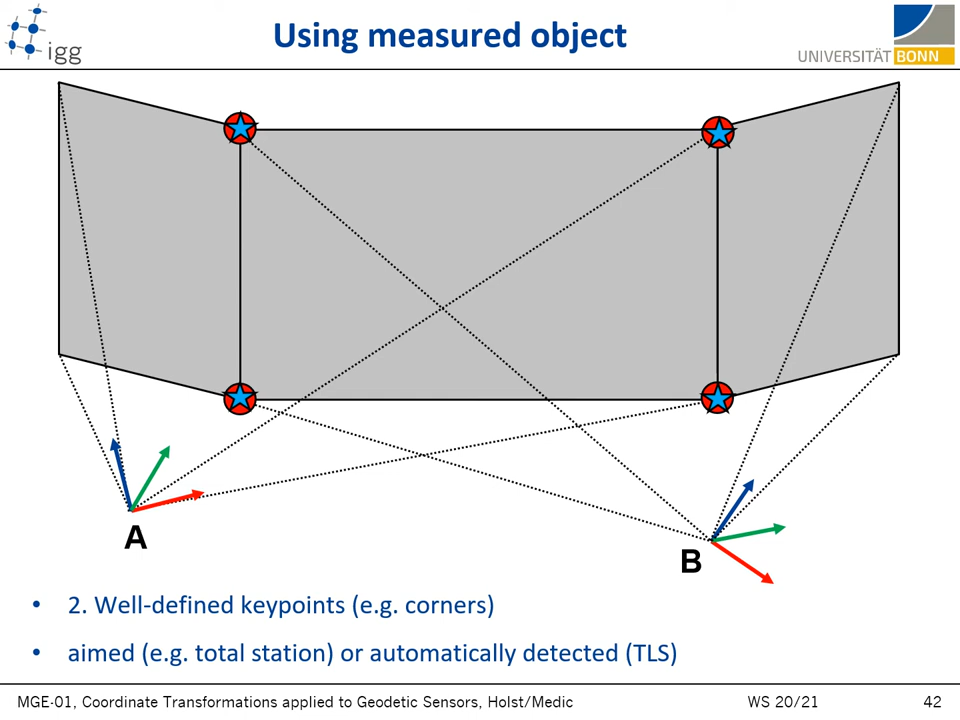 Using measured object
igg
UNIVERSITÄT BONN
A
B
• 2. Well-defined keypoints (e.g. corners)
• aimed (e.g. total station) or automatically detected (TLS)
MGE-01, Coordinate Transformations applied to Geodetic Sensors, Holst/Medic WS 20/21 42